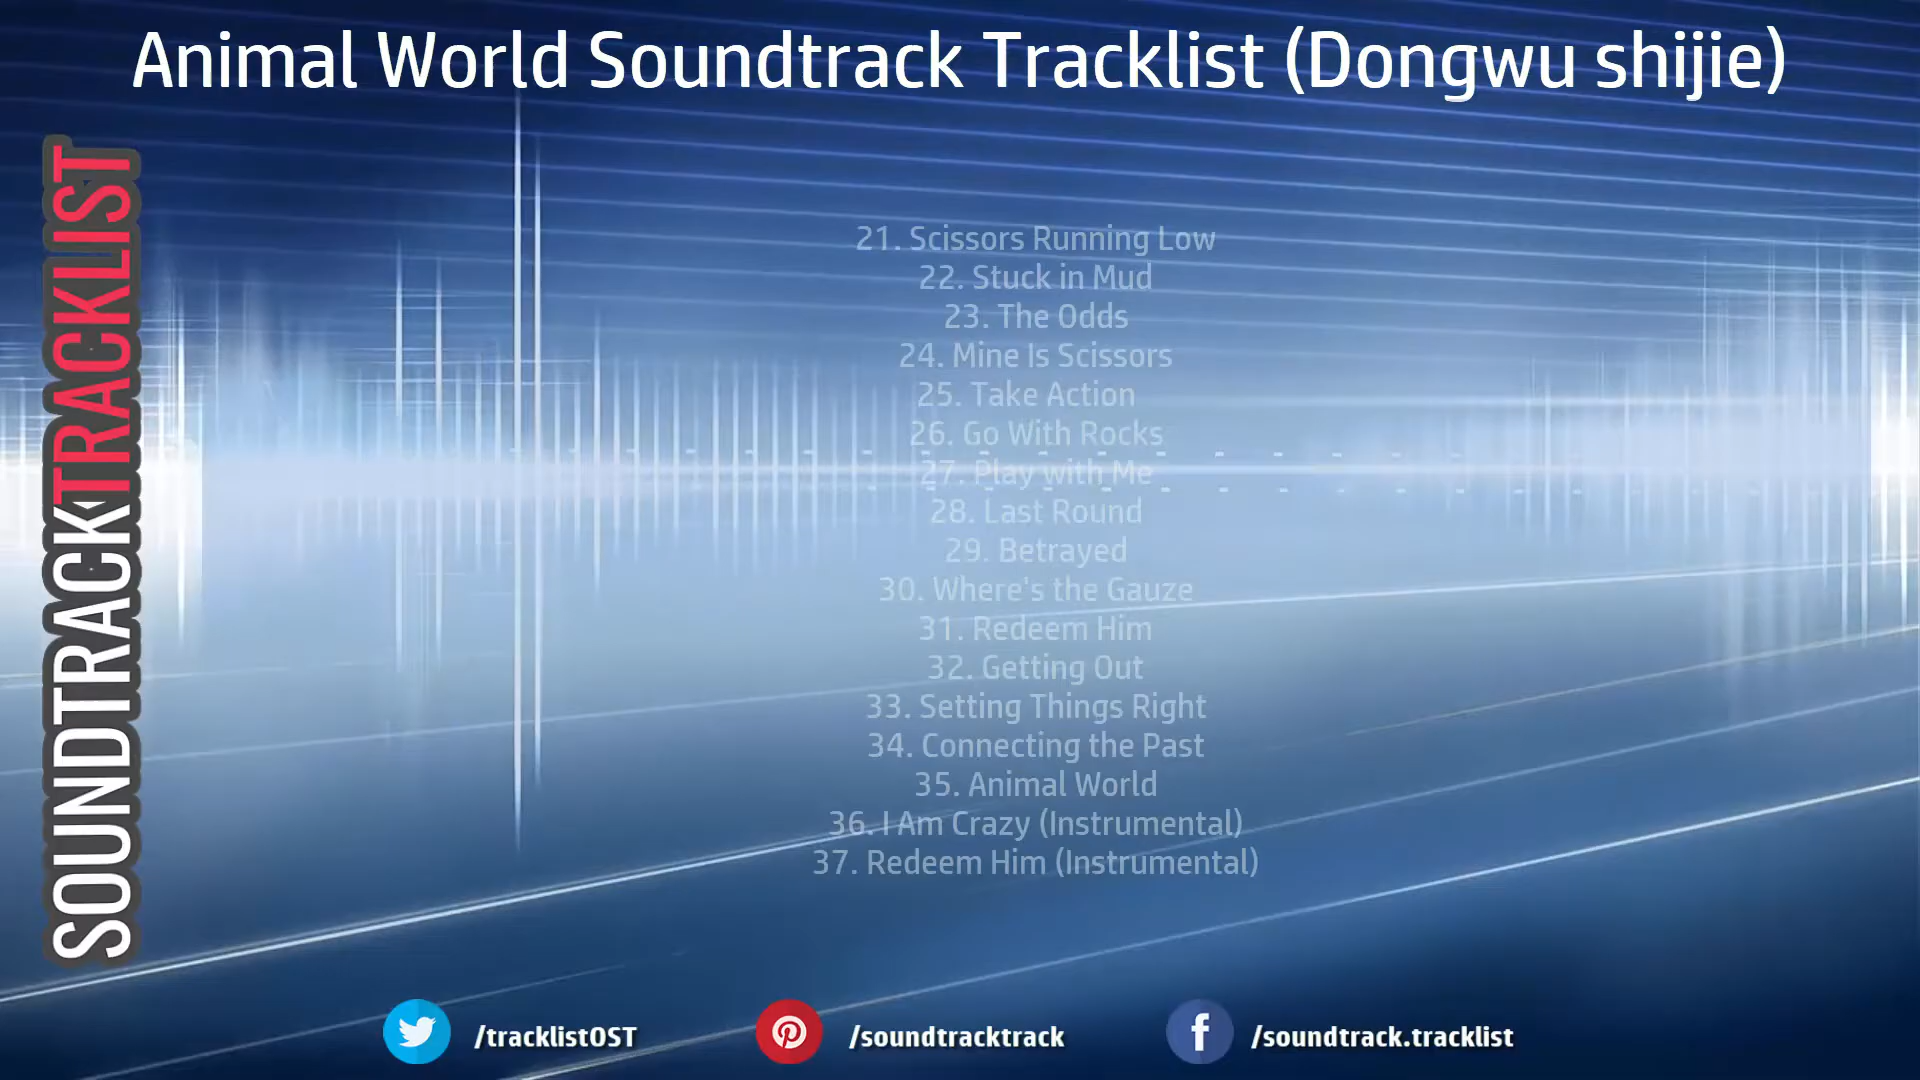 Animal World Soundtrack Tracklist (Dongwu shijie)
SOUNDTRACKTRACKLIST
21. Scissors Running Low
22. Stuck in Mud
23. The Odds
24. Mine Is Scissors
25. Take Action
26. Go With Rocks
27. Play with Me
28. Last Round
29. Betrayed
30. Where's the Gauze
31. Redeem Him
32. Getting Out
33. Setting Things Right
34. Connecting the Past
35. Animal World
36. I Am Crazy (Instrumental)
37. Redeem Him (Instrumental)
/tracklistOST
/soundtracktrack
/soundtrack.tracklist